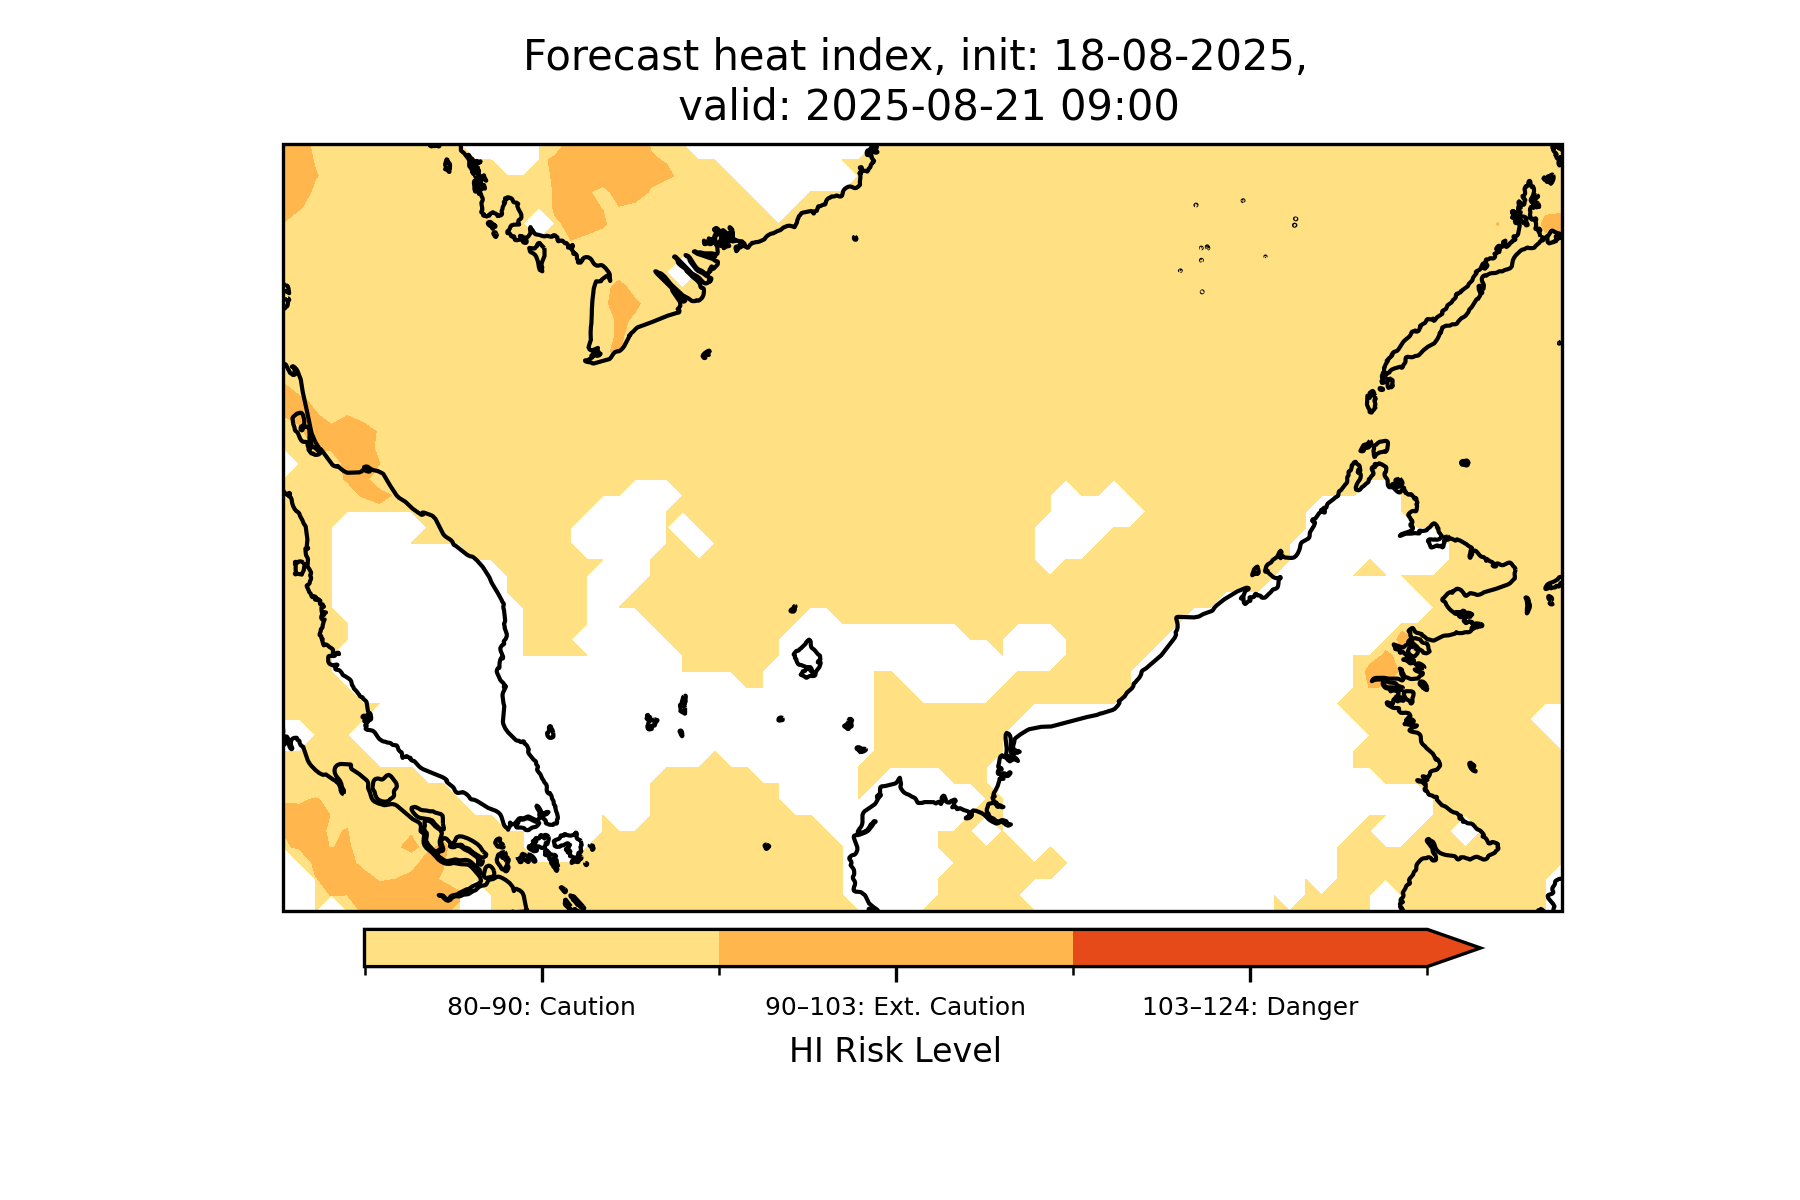 Forecast heat index, init: 18-08-2025,
valid: 2025-08-21 09:00
80–90: Caution
90–103: Ext. Caution
103–124: Danger
HI Risk Level